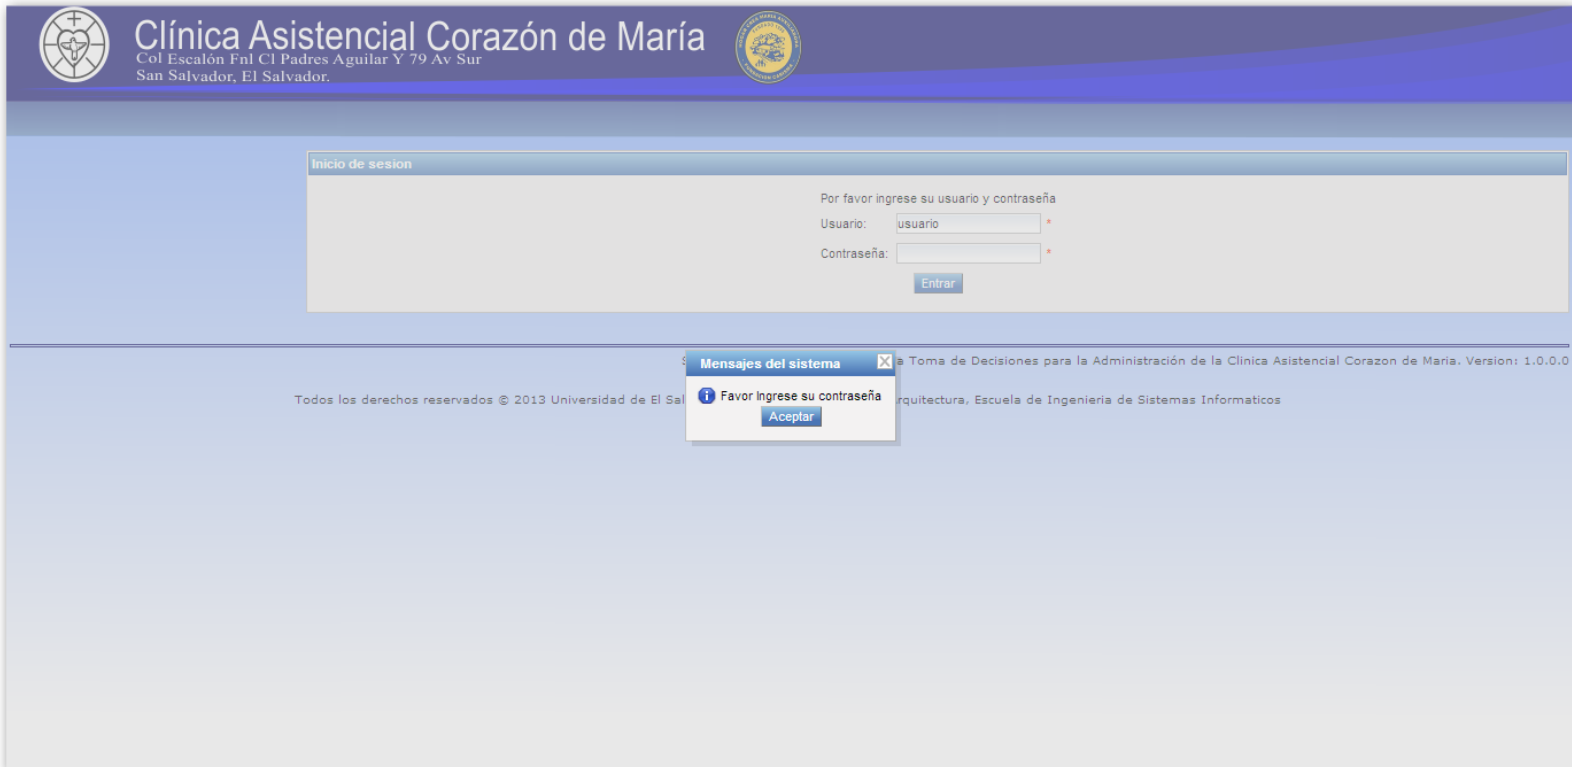 Clínica Asistencial Corazón de María
Col Escalón Fnl Cl Padres Aguilar Y 79 Av Sur
San Salvador, El Salvador.
Inicio de sesion
Por favor ingrese su usuario y contraseña
Usuario: usuario *
Contraseña: *
Entrar
a Toma de Decisiones para la Administración de la Clinica Asistencial Corazon de Maria. Version: 1.0.0.0
Mensajes del sistema
Favor Ingrese su contraseña
Aceptar
Todos los derechos reservados © 2013 Universidad de El Sal
rquitectura, Escuela de Ingenieria de Sistemas Informaticos